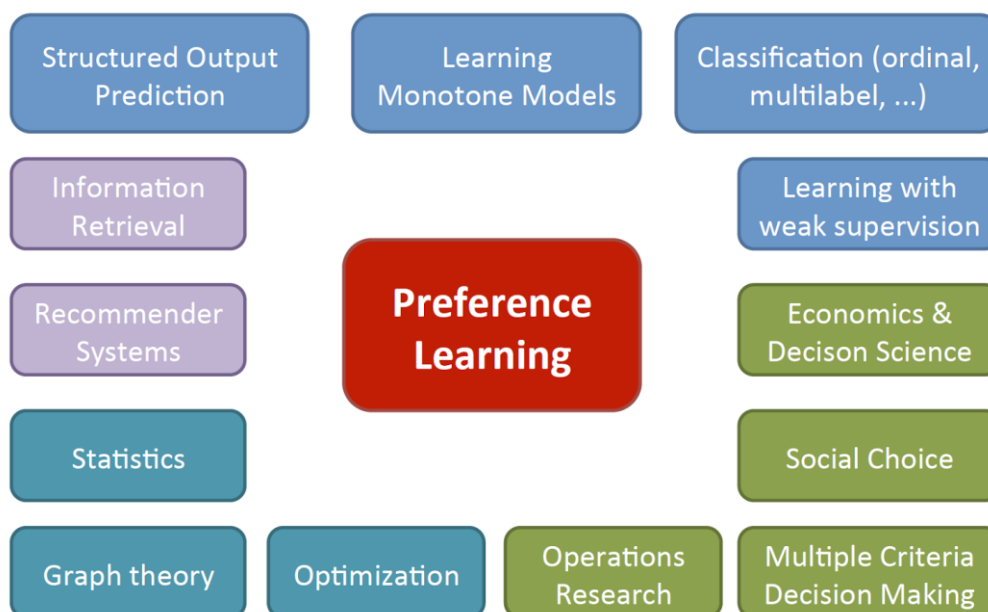 Structured Output
Prediction
Learning
Monotone Models
Classification (ordinal,
multilabel, ...)
Information
Retrieval
Learning with
weak supervision
Preference
Learning
Recommender
Systems
Economics &
Decison Science
Statistics
Social Choice
Graph theory
Optimization
Operations
Research
Multiple Criteria
Decision Making